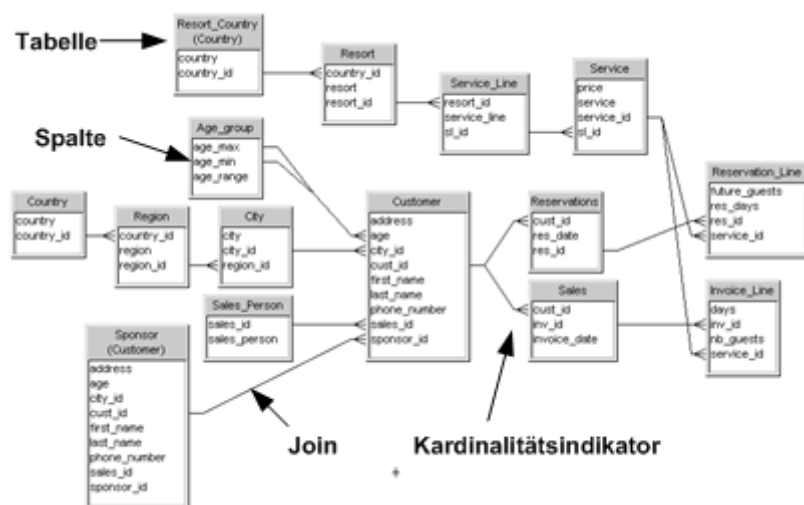 Tabelle
Resort_Country
(Country)
country
country_id
Resort
country_id
resort
resort_id
Service_Line
resort_id
service_line
sl_id
Service
price
service
service_id
sl_id
Spalte
Age_group
age_max
age_min
age_range
Country
country
country_id
Region
country_id
region
region_id
City
city
city_id
region_id
Customer
address
age
city_id
cust_id
first_name
last_name
phone_number
sales_id
sponsor_id
Reservations
cust_id
res_date
res_id
Reservation_Line
future_guests
res_days
res_id
service_id
Sales_Person
sales_id
sales_person
Sales
cust_id
inv_id
invoice_date
Invoice_Line
days
inv_id
nb_guests
service_id
Sponsor
(Customer)
address
age
city_id
cust_id
first_name
last_name
phone_number
sales_id
sponsor_id
Join
Kardinalitätsindikator
+